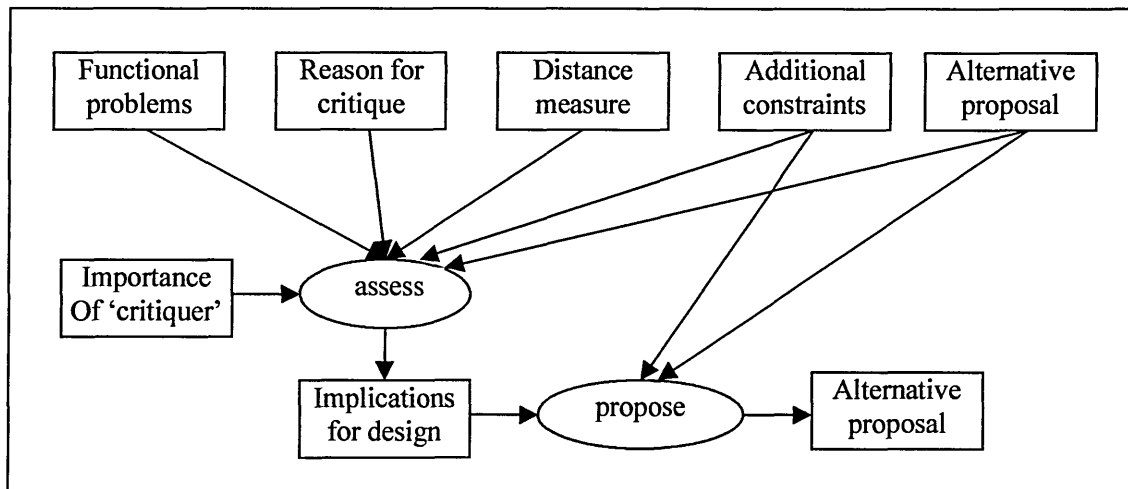 Functional
problems
Reason for
critique
Distance
measure
Additional
constraints
Alternative
proposal
Importance
Of ‘critiquer’
assess
Implications
for design
propose
Alternative
proposal